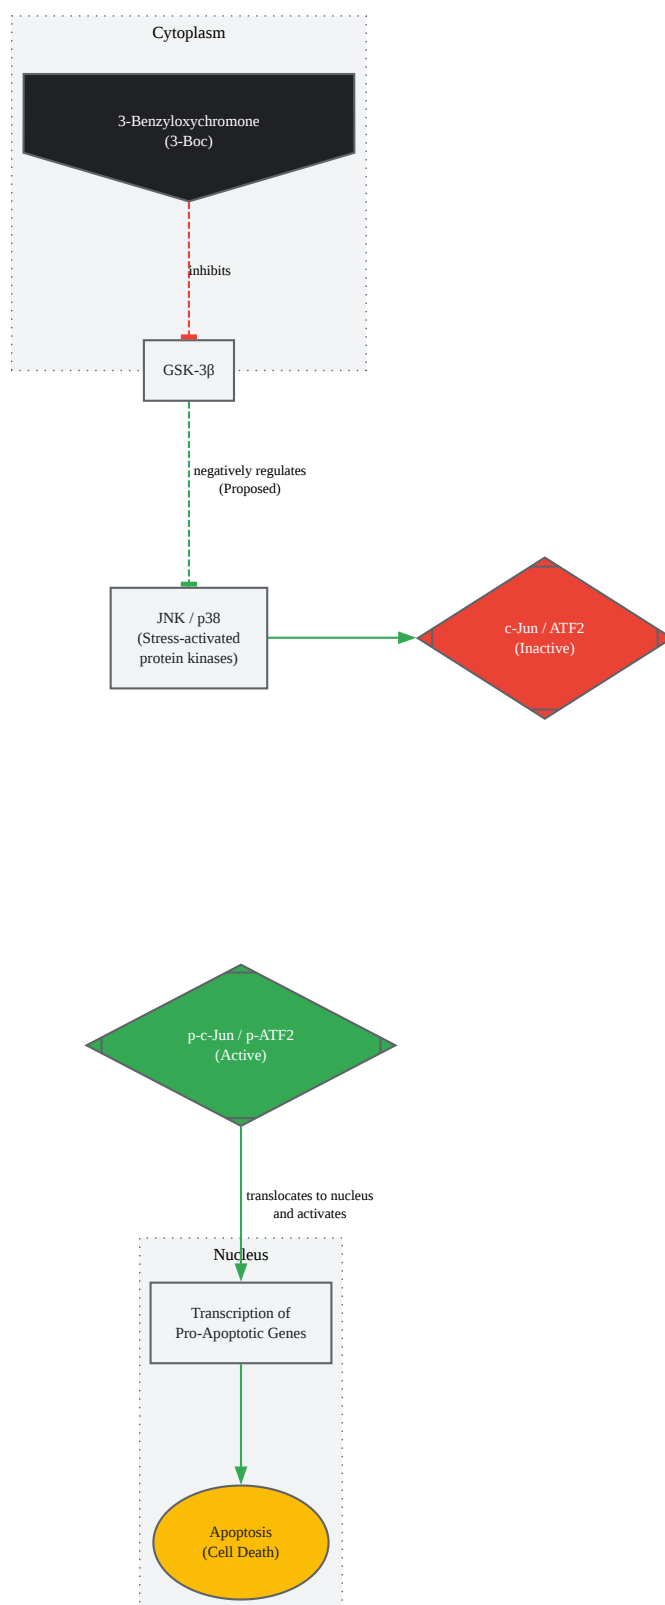 Cytoplasm
3-Benzyloxychromone
(3-Boc)
inhibits
GSK-3β
negatively regulates
(Proposed)
JNK / p38
(Stress-activated
protein kinases)
c-Jun / ATF2
(Inactive)
p-c-Jun / p-ATF2
(Active)
translocates to nucleus
and activates
Nucleus
Transcription of
Pro-Apoptotic Genes
Apoptosis
(Cell Death)